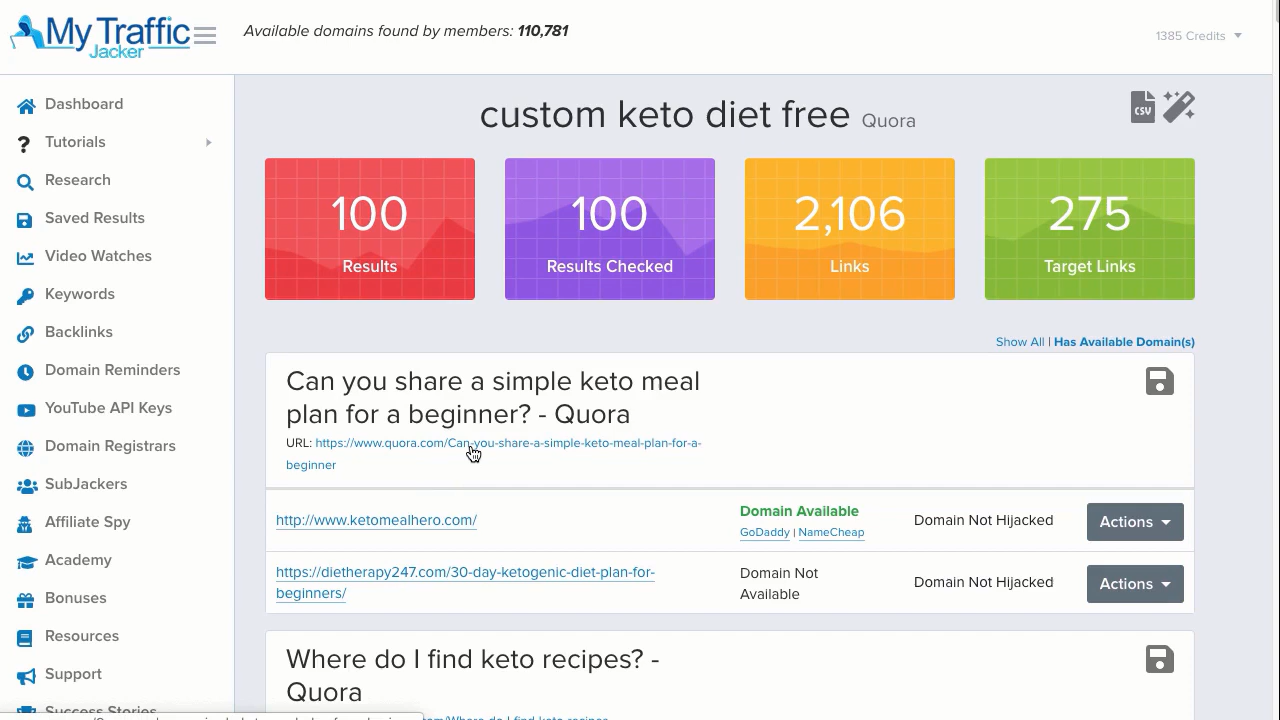 My Traffic
Jacker
Available domains found by members: 110,781
1385 Credits
Dashboard
Tutorials
Research
Saved Results
Video Watches
Keywords
Backlinks
Domain Reminders
YouTube API Keys
Domain Registrars
SubJackers
Affiliate Spy
Academy
Bonuses
Resources
Support
Success Stories
custom keto diet free Quora
CSV
100
Results
100
Results Checked
2,106
Links
275
Target Links
Show All | Has Available Domain(s)
Can you share a simple keto meal
plan for a beginner? - Quora
URL: https://www.quora.com/Can-you-share-a-simple-keto-meal-plan-for-a-
beginner
http://www.ketomealhero.com/
Domain Available
GoDaddy | NameCheap
Domain Not Hijacked
Actions
https://dietherapy247.com/30-day-ketogenic-diet-plan-for-
beginners/
Domain Not
Available
Domain Not Hijacked
Actions
Where do I find keto recipes? -
Quora